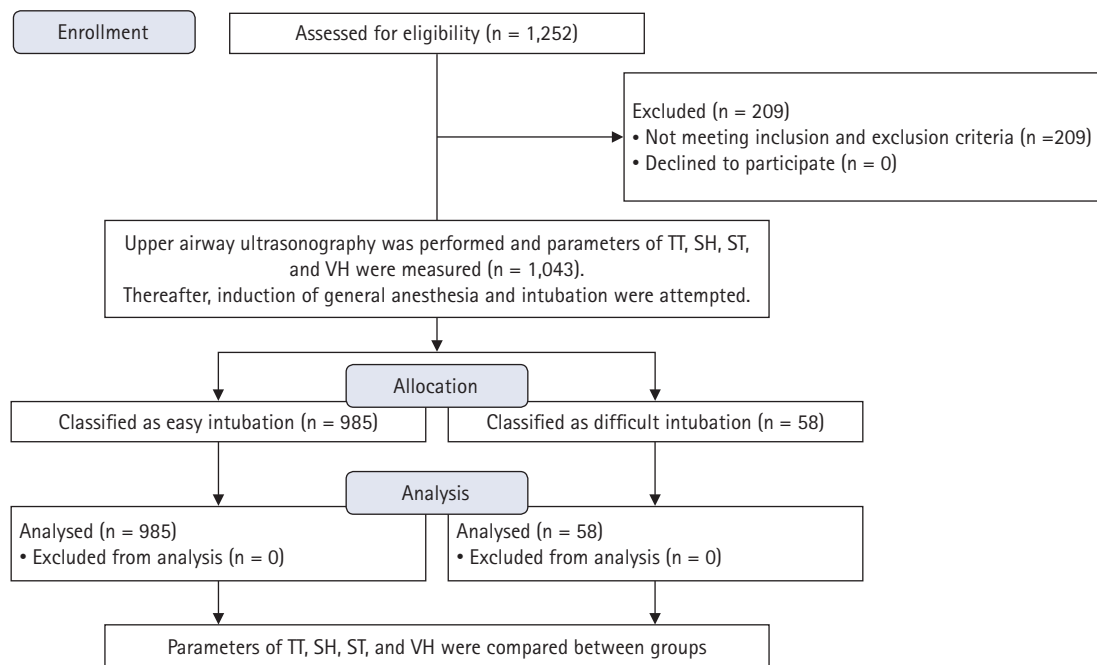 Enrollment
Assessed for eligibility (n = 1,252)
Excluded (n = 209)
• Not meeting inclusion and exclusion criteria (n =209)
• Declined to participate (n = 0)
Upper airway ultrasonography was performed and parameters of TT, SH, ST,
and VH were measured (n = 1,043).
Thereafter, induction of general anesthesia and intubation were attempted.
Allocation
Classified as easy intubation (n = 985)
Classified as difficult intubation (n = 58)
Analysis
Analysed (n = 985)
• Excluded from analysis (n = 0)
Analysed (n = 58)
• Excluded from analysis (n = 0)
Parameters of TT, SH, ST, and VH were compared between groups